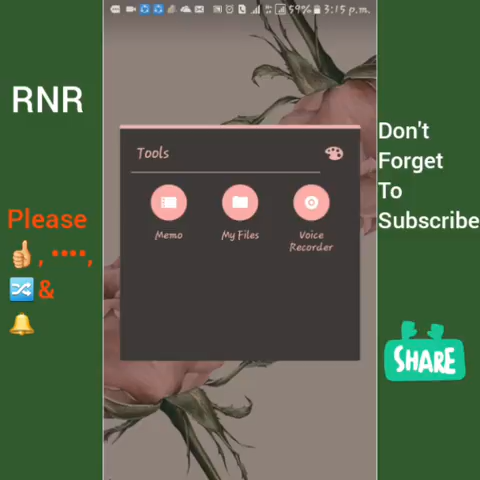 59% 3:15 p.m.
RNR
Don't
Forget
To
Subscribe
Tools
Memo
My Files
Voice
Recorder
Please
, ••••,
&
SHARE